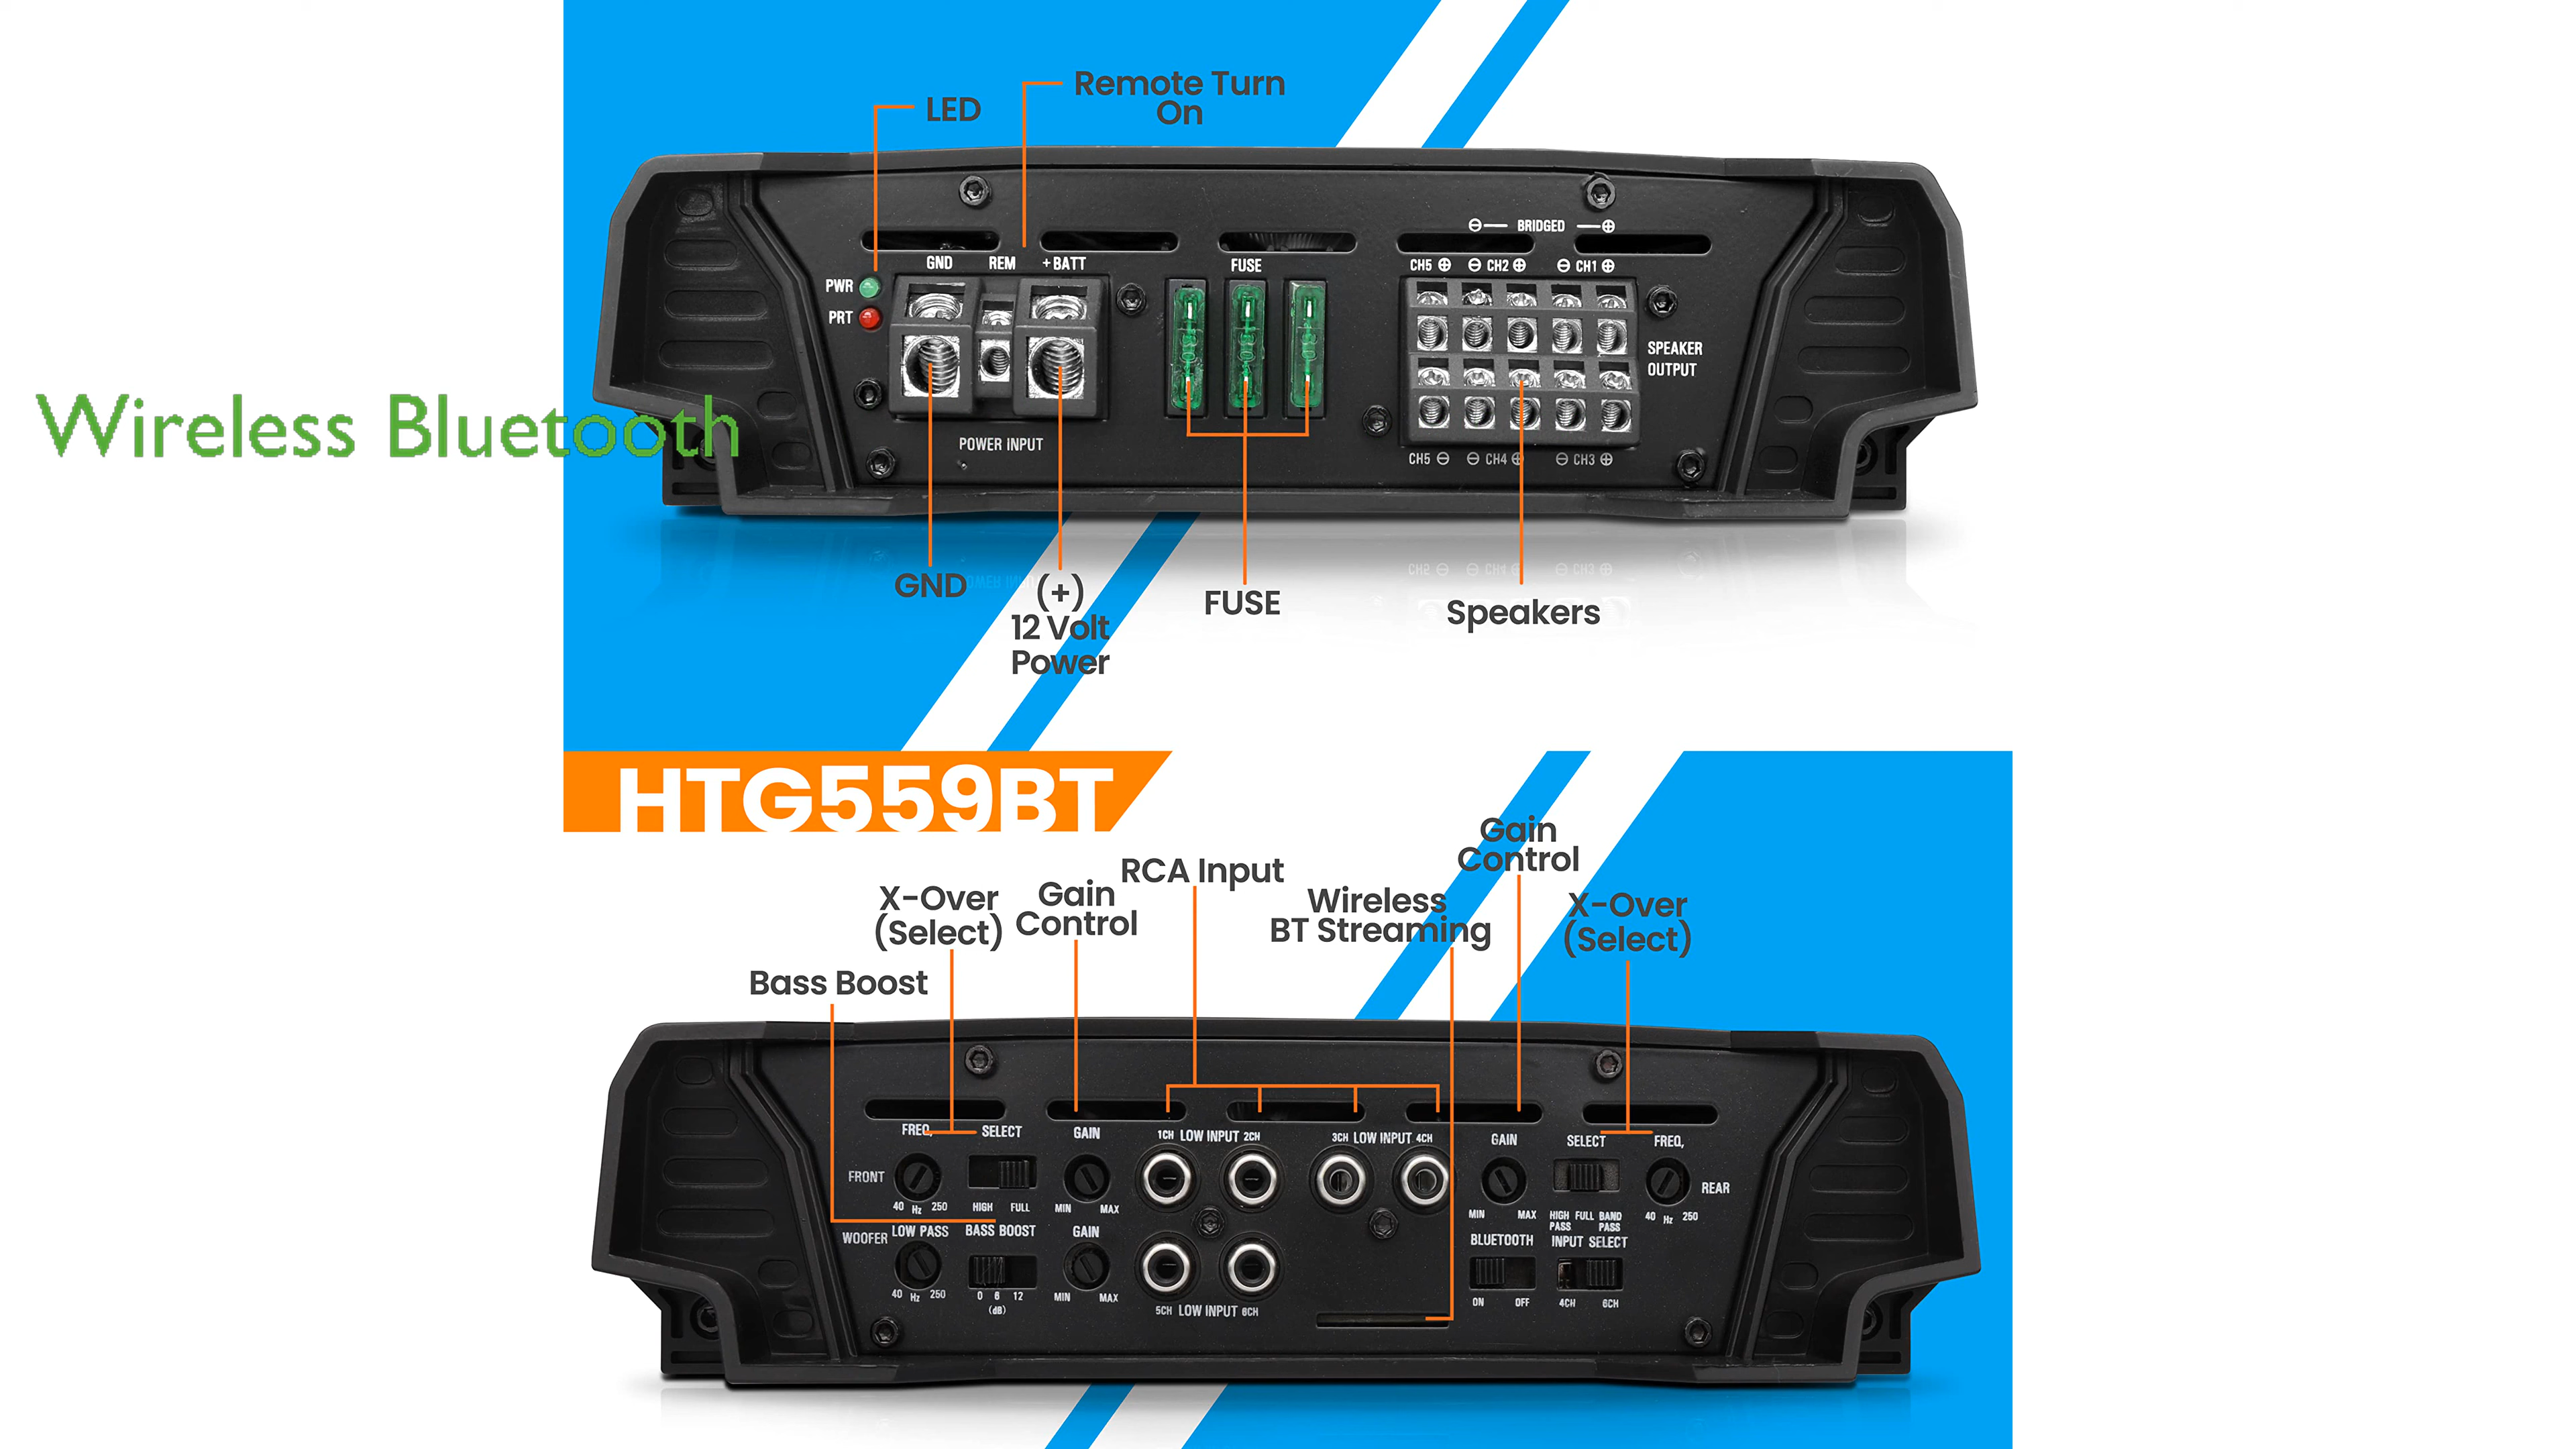 LED
Remote Turn
On
BRIDGED
GND REM +BATT
FUSE
CH5 ⊕ ⊖ CH2 ⊕ ⊖ CH1 ⊕
PWR
PRT
SPEAKER
OUTPUT
Wireless Bluetooth
POWER INPUT
CH5 ⊖ ⊖ CH4 ⊕ ⊖ CH3 ⊕
GND
(+)
12 Volt
Power
FUSE
Speakers
HTG559BT
X-Over
(Select)
Gain
Control
RCA Input
Wireless
BT Streaming
Gain
Control
X-Over
(Select)
Bass Boost
FREQ, SELECT GAIN 1CH LOW INPUT 2CH 3CH LOW INPUT 4CH GAIN SELECT FREQ,
FRONT
REAR
40 Hz 250 HIGH FULL MIN MAX MIN MAX HIGH PASS FULL BAND PASS 40 Hz 250
WOOFER LOW PASS BASS BOOST GAIN BLUETOOTH INPUT SELECT
40 Hz 250 0 6 12 MIN MAX ON OFF 4CH 6CH
(dB)
5CH LOW INPUT 6CH